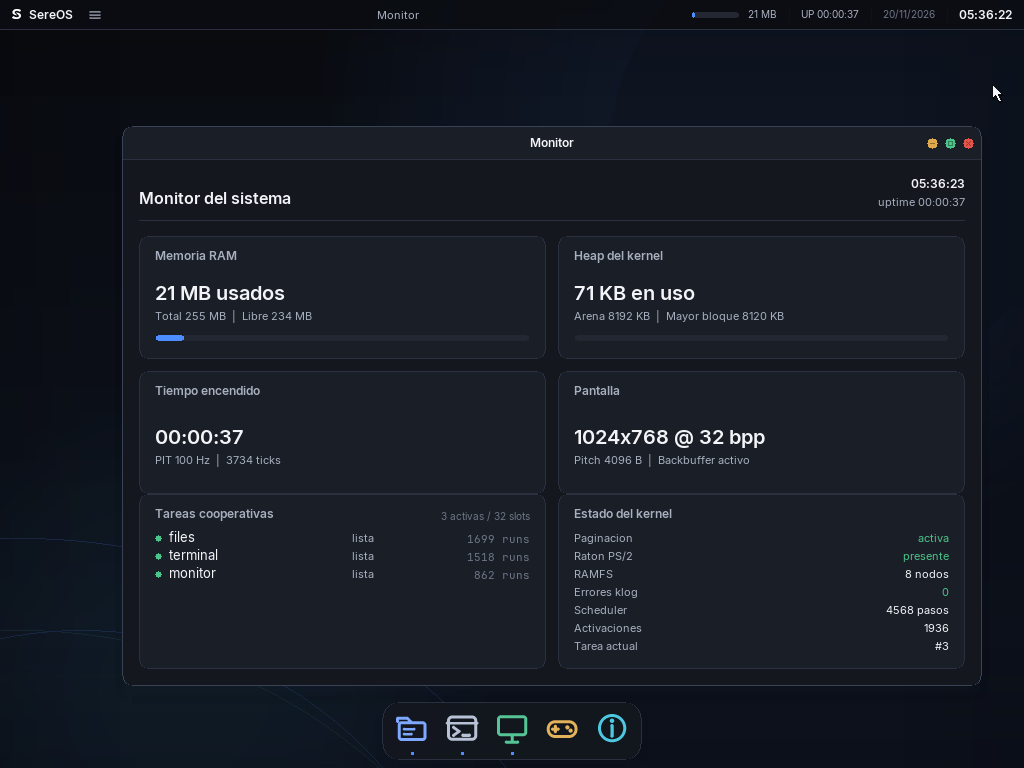 SereOS Monitor 21 MB UP 00:00:37 20/11/2026 05:36:22
Monitor
Monitor del sistema
05:36:23
uptime 00:00:37
Memoria RAM
21 MB usados
Total 255 MB | Libre 234 MB
Heap del kernel
71 KB en uso
Arena 8192 KB | Mayor bloque 8120 KB
Tiempo encendido
00:00:37
PIT 100 Hz | 3734 ticks
Pantalla
1024x768 @ 32 bpp
Pitch 4096 B | Backbuffer activo
Tareas cooperativas 3 activas / 32 slots
files lista 1699 runs
terminal lista 1518 runs
monitor lista 862 runs
Estado del kernel
Paginacion activa
Raton PS/2 presente
RAMFS 8 nodos
Errores klog 0
Scheduler 4568 pasos
Activaciones 1936
Tarea actual #3